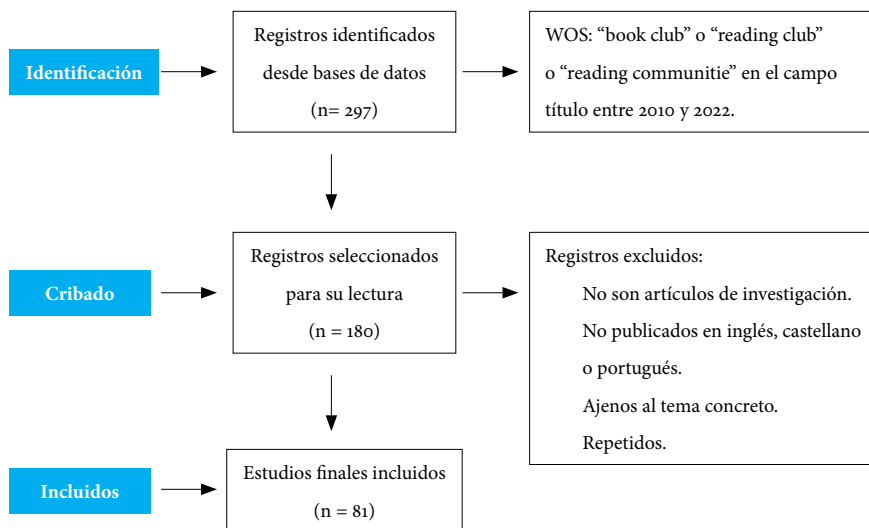 Identificación
Registros identificados
desde bases de datos
(n= 297)
WOS: “book club” o “reading club”
o “reading communitie” en el campo
título entre 2010 y 2022.
Cribado
Registros seleccionados
para su lectura
(n = 180)
Registros excluidos:
No son artículos de investigación.
No publicados en inglés, castellano
o portugués.
Ajenos al tema concreto.
Repetidos.
Incluidos
Estudios finales incluidos
(n = 81)